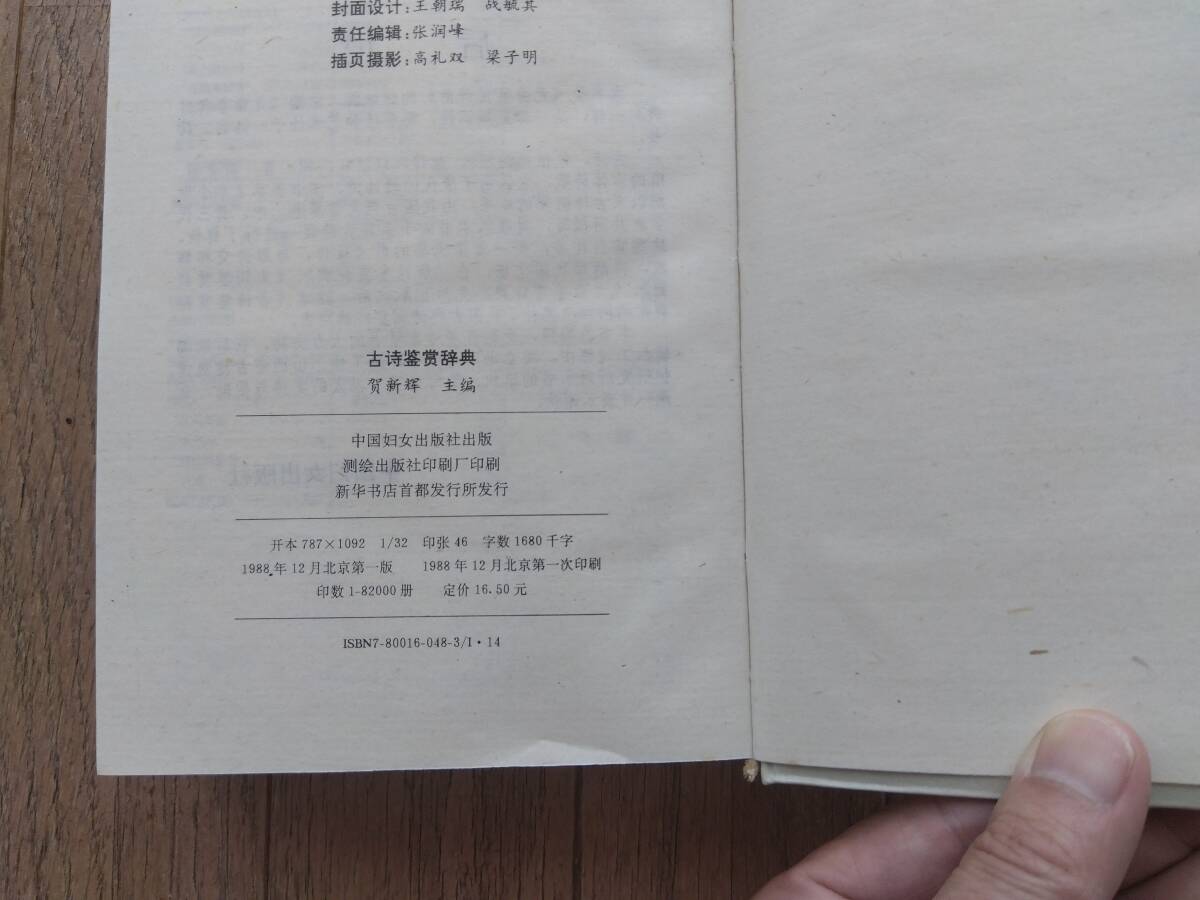 封面设计:王朝瑞 战毓其
责任编辑:张润峰
插页摄影:高礼双 梁子明
古诗鉴赏辞典
贺新辉 主编
中国妇女出版社出版
测绘出版社印刷厂印刷
新华书店首都发行所发行
开本 787×1092 1/32 印张 46 字数 1680 千字
1988 年 12 月北京第一版 1988 年 12 月北京第一次印刷
印数 1-82000 册 定价 16.50 元
ISBN7-80016-048-3/I·14